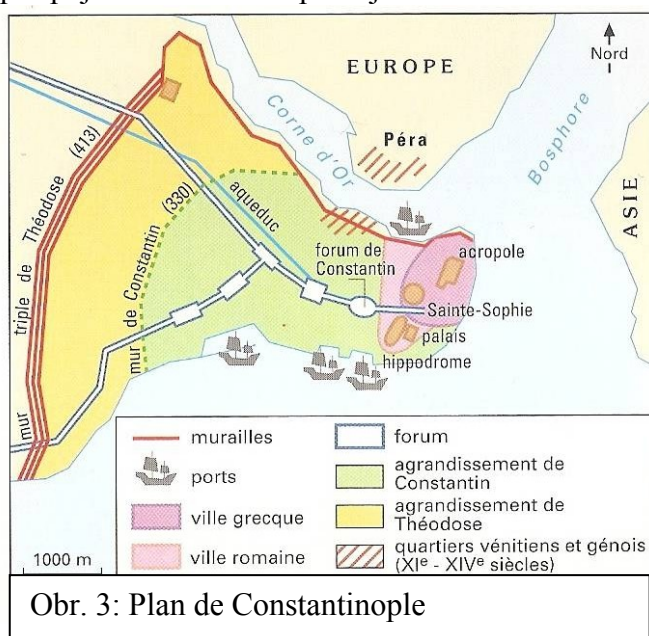 EUROPE
Nord
Corne d'Or
Péra
Bosphore
ASIE
mur triple de Théodose (413)
mur de Constantin (330)
aqueduc
forum de
Constantin
acropole
Sainte-Sophie
palais
hippodrome
murailles
ports
ville grecque
ville romaine
1000 m
forum
agrandissement de
Constantin
agrandissement de
Théodose
quartiers vénitiens et génois
(XIe - XIVe siècles)
Obr. 3: Plan de Constantinople